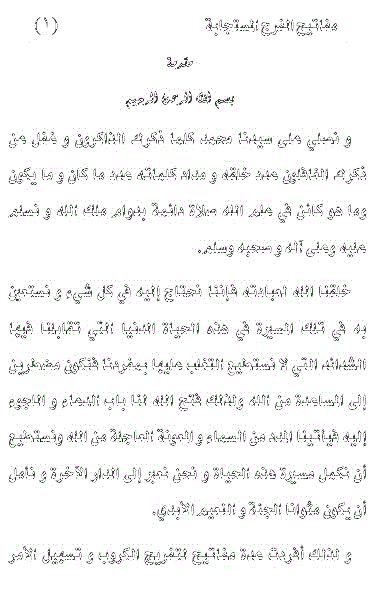 مفاتيح الفرج المستجابة (١)
مقدمة
بسم الله الرحمن الرحيم
و نصلي على سيدنا محمد كلما ذكرك الذاكرون و غفل عن
ذكرك الغافلون عدد خلقه و مداد كلماته عدد ما كان و ما يكون
وما هو كائن في علم الله صلاة دائمة بدوام ملك الله و نسلم
عليه وعلى آله و صحبه وسلم.
خلقنا الله لعبادته فإننا نحتاج إليه في كل شيء و نستعين
به في تلك المسيرة في هذه الحياة الدنيا التي تقابلنا فيها
الشدائد التي لا نستطيع التغلب عليها بمفردنا فنكون مضطرين
إلى المساعدة من الله ولذلك فتح الله لنا باب الدعاء و اللجوء
إليه فيأتينا المدد من السماء و المعونة العاجلة من الله ونستطيع
أن نكمل مسيرة هذه الحياة و نحن نعبر إلى الدار الآخرة و نأمل
أن يكون مثوانا الجنة و النعيم الأبدي.
و لذلك أفردت عدة مفاتيح لتفريج الكروب و تسهيل الأمر